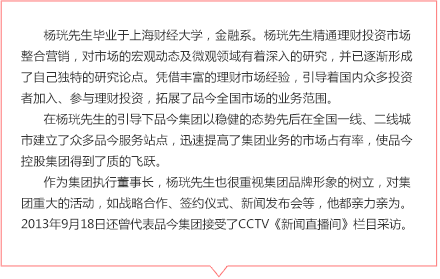 杨珖先生毕业于上海财经大学，金融系。杨珖先生精通理财投资市场
整合营销，对市场的宏观动态及微观领域有着深入的研究，并已逐渐形成
了自己独特的研究论点。凭借丰富的理财市场经验，引导着国内众多投资
者加入、参与理财投资，拓展了品今全国市场的业务范围。
在杨珖先生的引导下品今集团以稳健的态势先后在全国一线、二线城
市建立了众多品今服务站点，迅速提高了集团业务的市场占有率，使品今
控股集团得到了质的飞跃。
作为集团执行董事长，杨珖先生也很重视集团品牌形象的树立，对集
团重大的活动，如战略合作、签约仪式、新闻发布会等，他都亲力亲为。
2013年9月18日还曾代表品今集团接受了CCTV《新闻直播间》栏目采访。